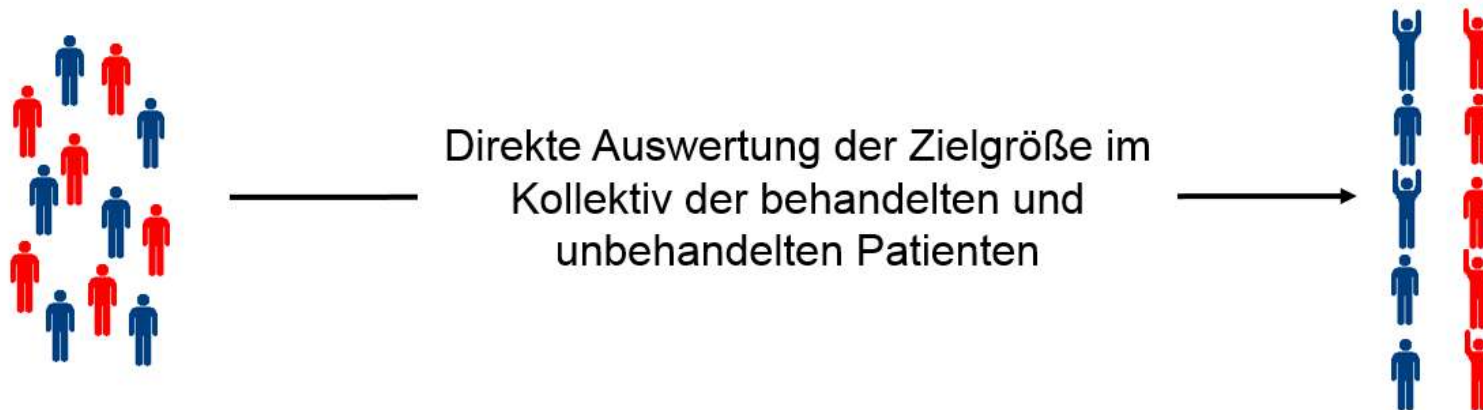 Direkte Auswertung der Zielgröße im
Kollektiv der behandelten und
unbehandelten Patienten